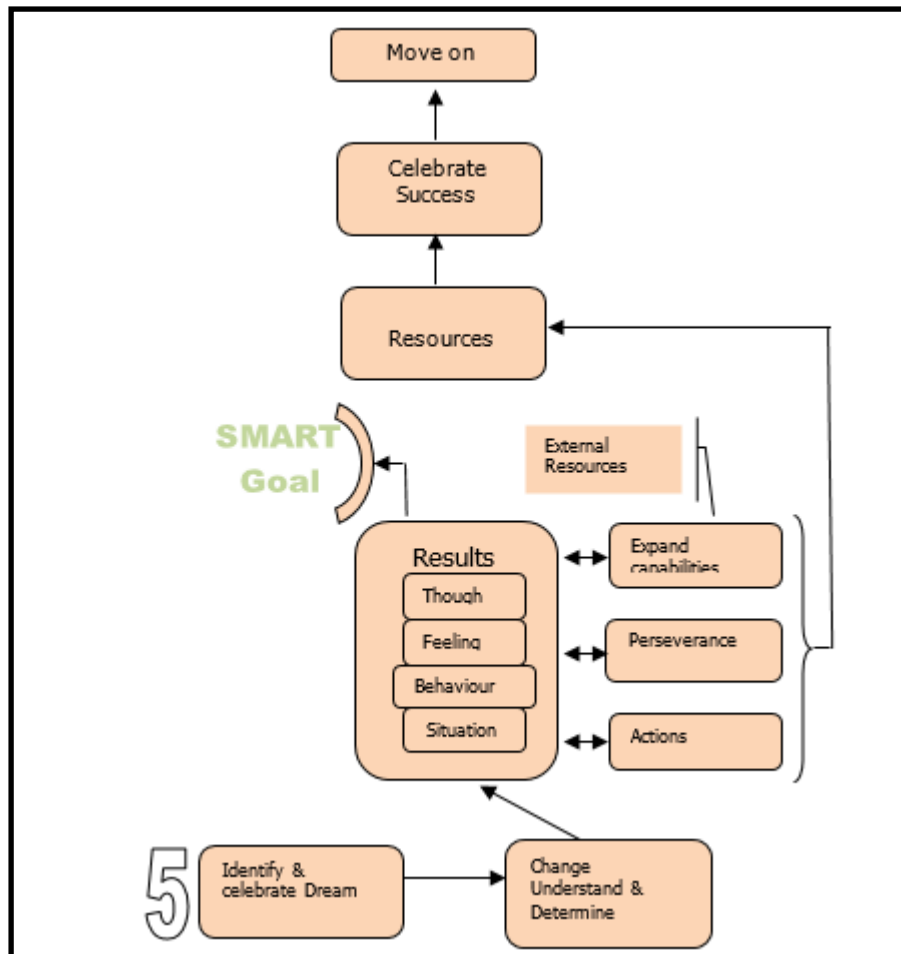 Move on
Celebrate
Success
Resources
SMART
Goal
External
Resources
Results
Though
Feeling
Behaviour
Situation
Expand
capabilities
Perseverance
Actions
5
Identify &
celebrate Dream
Change
Understand &
Determine